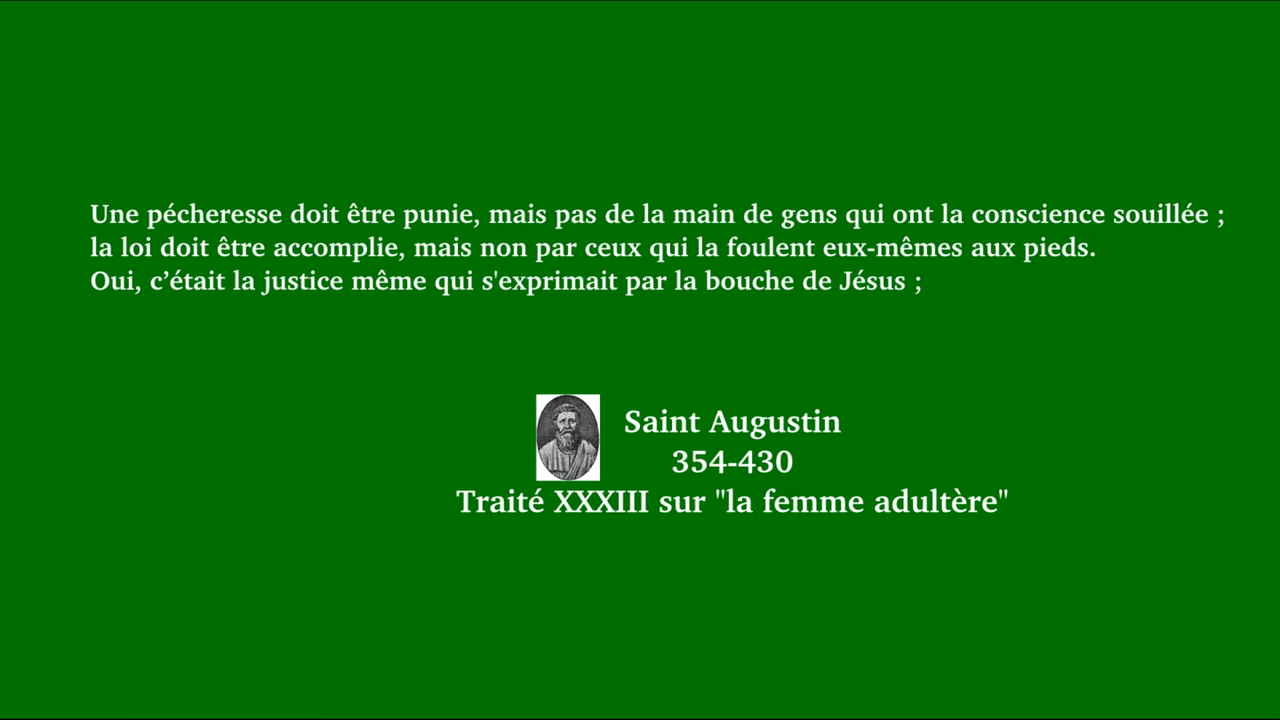 Une pécheresse doit être punie, mais pas de la main de gens qui ont la conscience souillée ;
la loi doit être accomplie, mais non par ceux qui la foulent eux-mêmes aux pieds.
Oui, c’était la justice même qui s'exprimait par la bouche de Jésus ;
Saint Augustin
354-430
Traité XXXIII sur "la femme adultère"